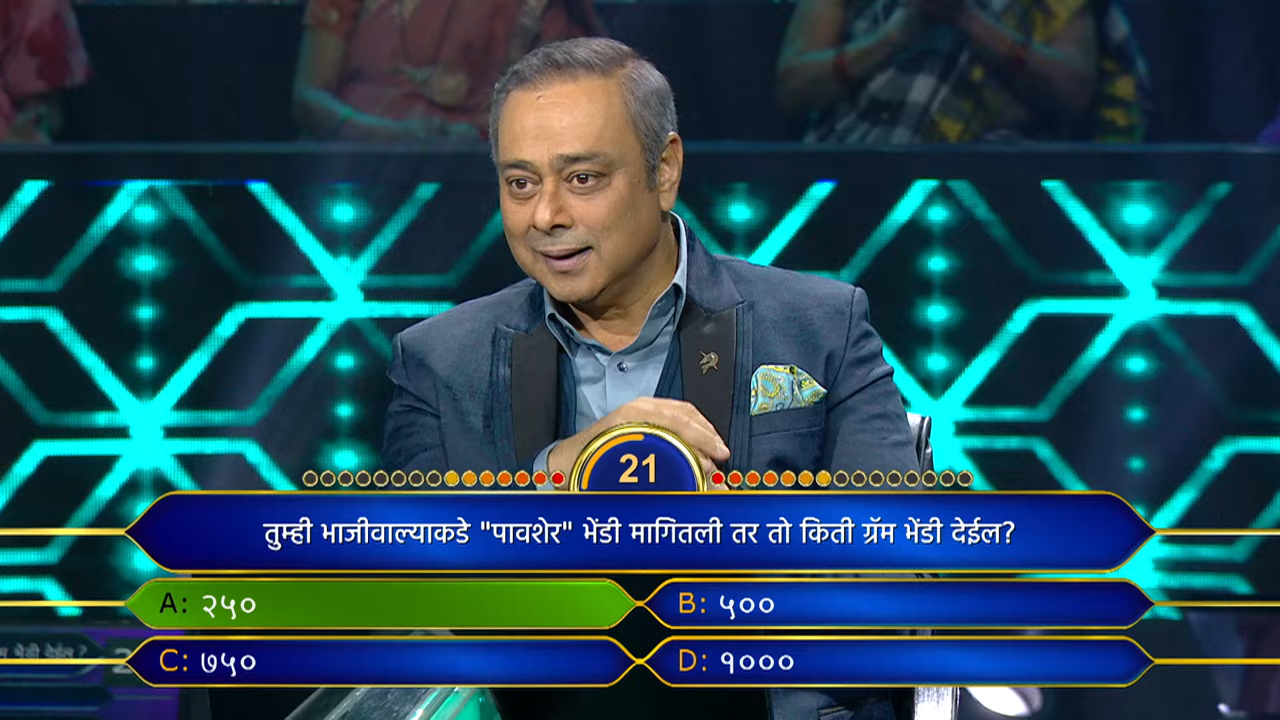 21
तुम्ही भाजीवाल्याकडे "पावशेर" भेंडी मागितली तर तो किती ग्रॅम भेंडी देईल?
A: २५०
B: ५००
C: ७५०
D: १०००